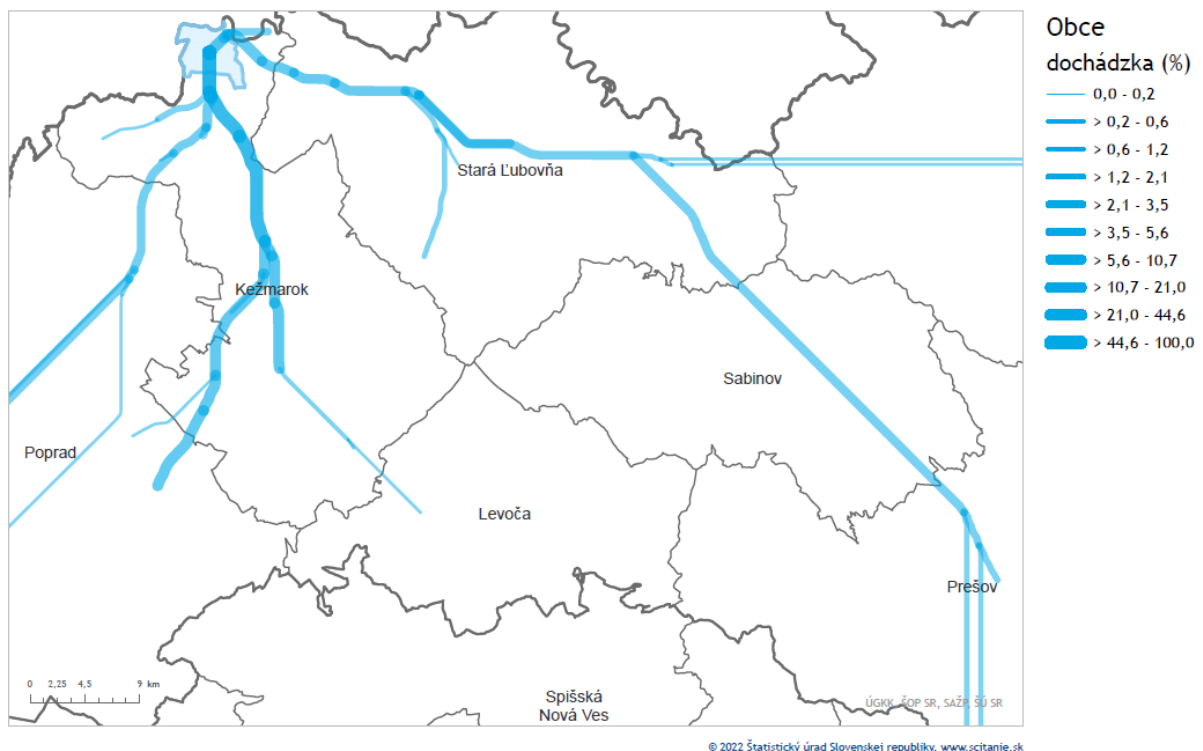 Obce
dochádzka (%)
0,0 - 0,2
> 0,2 - 0,6
> 0,6 - 1,2
> 1,2 - 2,1
> 2,1 - 3,5
> 3,5 - 5,6
> 5,6 - 10,7
> 10,7 - 21,0
> 21,0 - 44,6
> 44,6 - 100,0
Stará Ľubovňa
Kežmarok
Sabinov
Poprad
Levoča
Prešov
Spišská
Nová Ves
0 2,25 4,5 9 km
ÚGKK, ŠOP SR, SAŽP, ŠÚ SR
© 2022 Štatistický úrad Slovenskej republiky, www.scitanie.sk